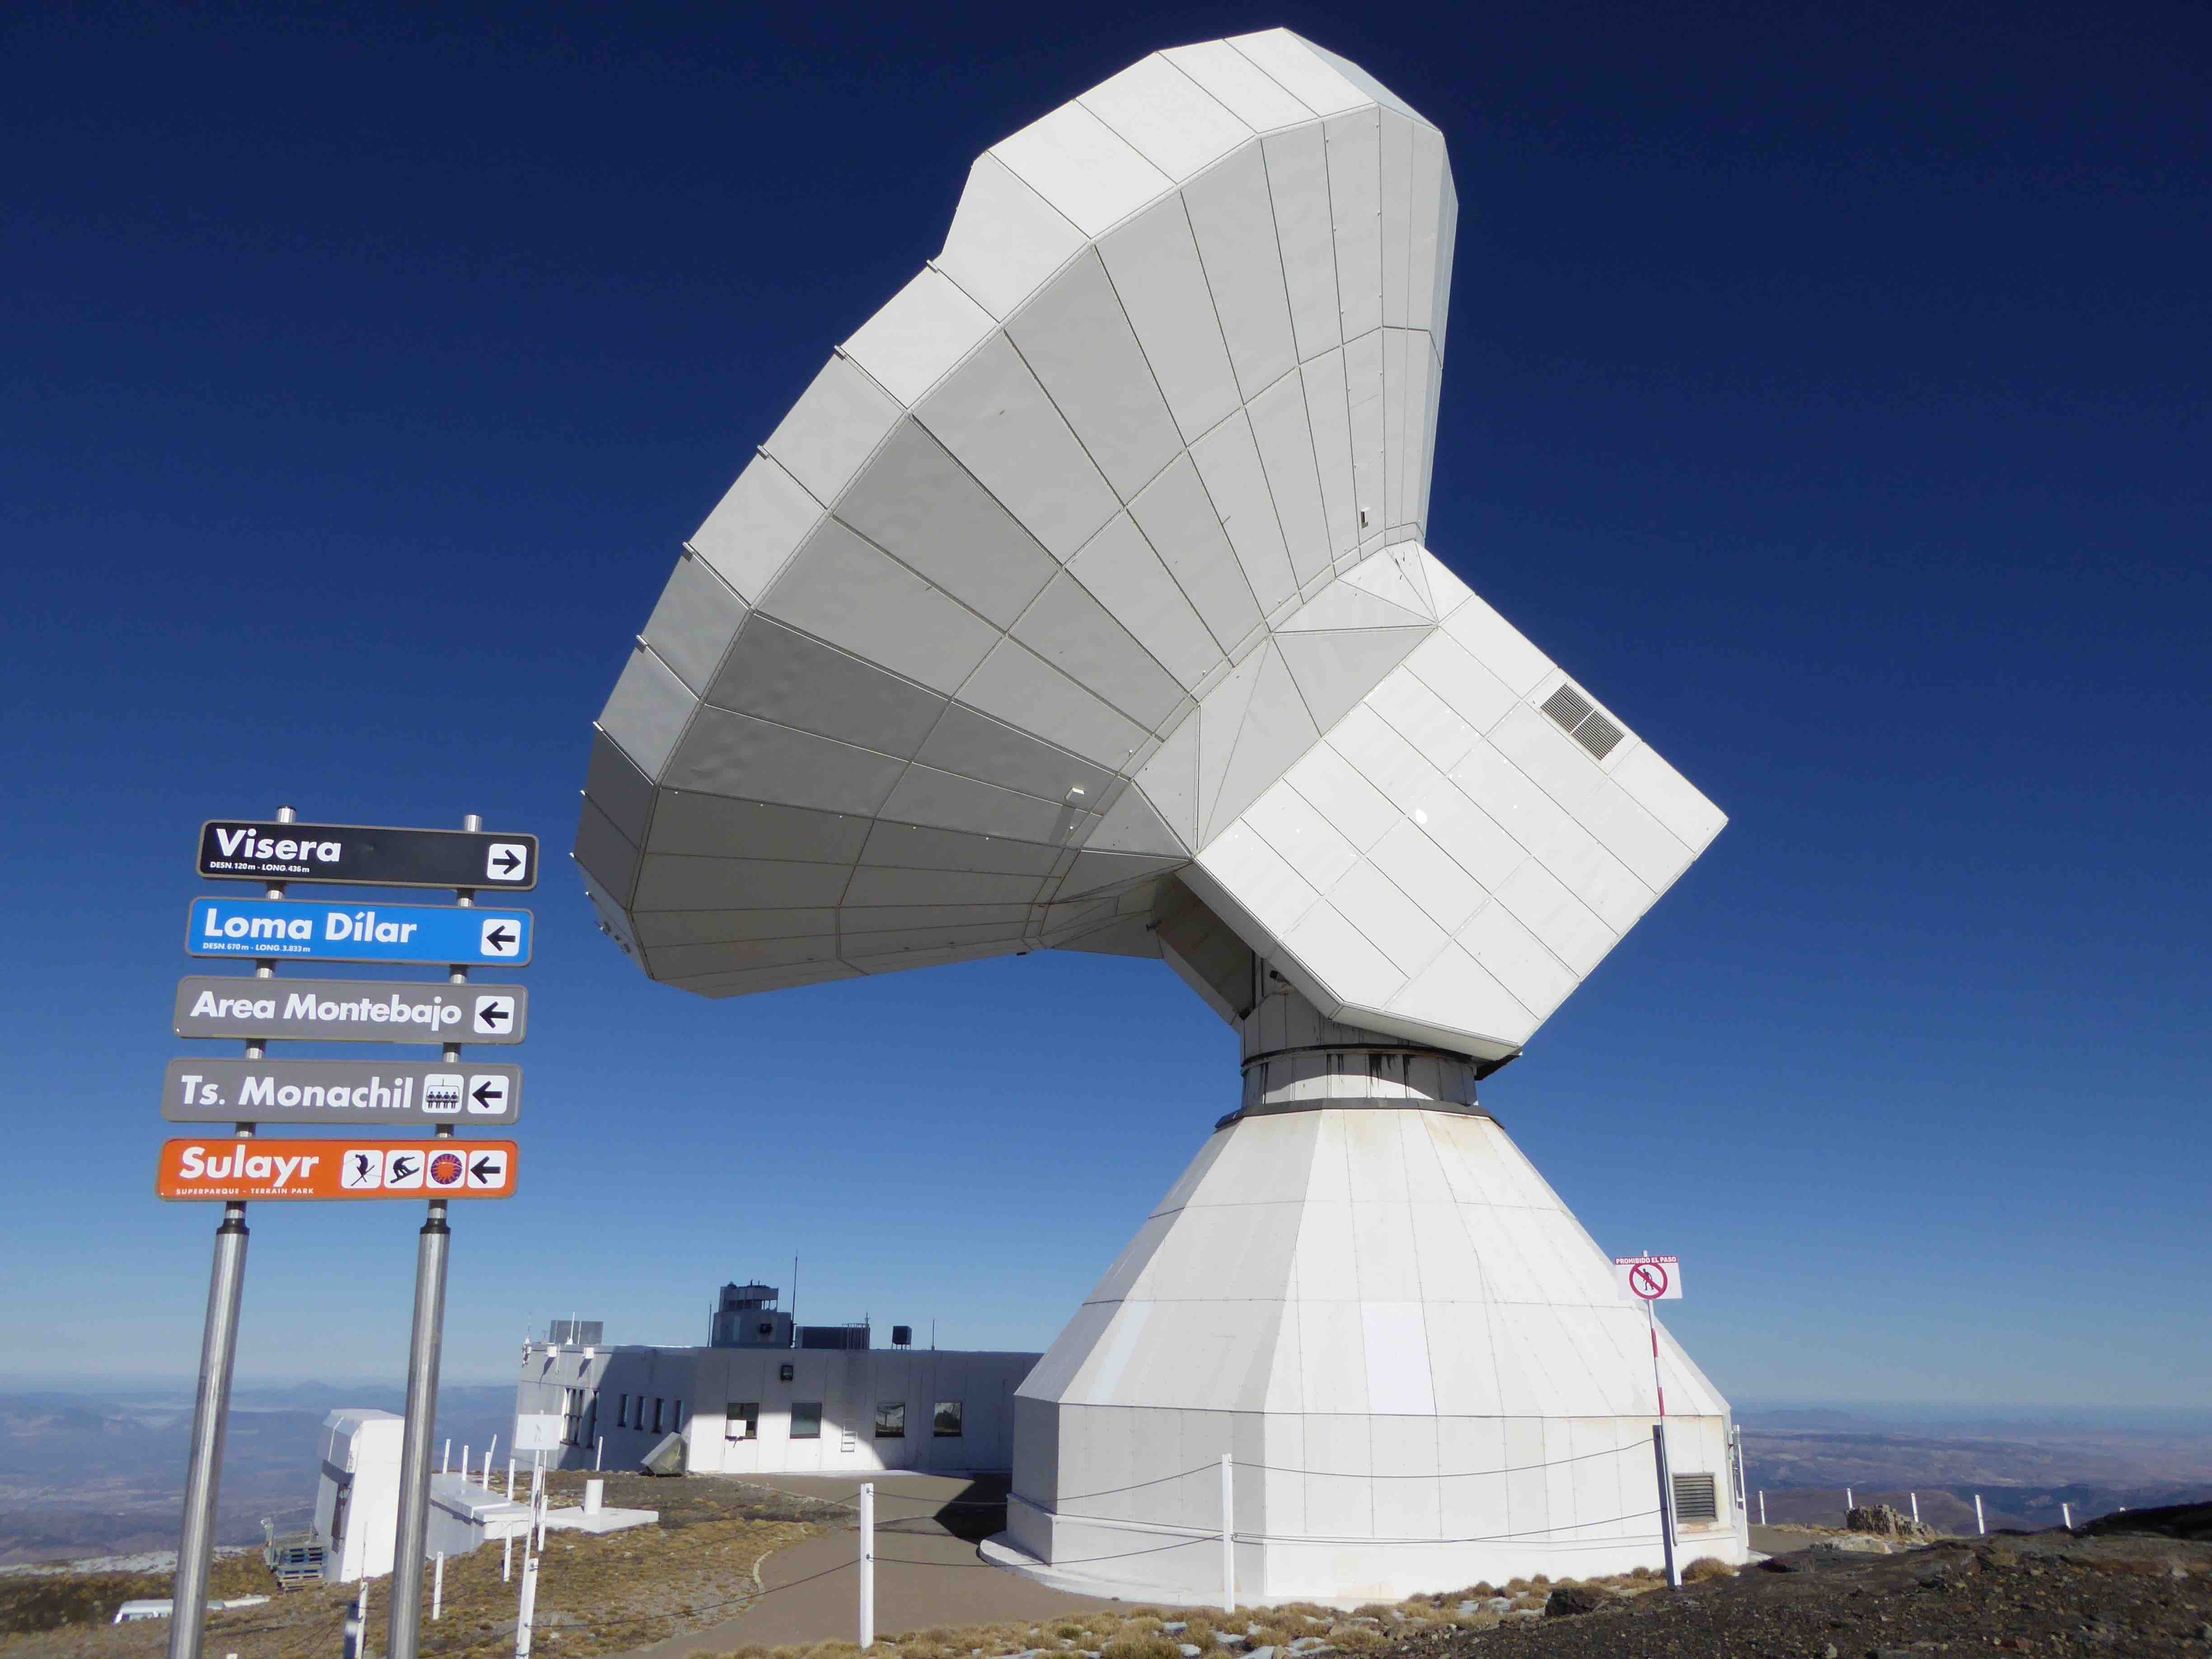 Visera
DESN. 120 m - LONG. 436 m
Loma Dílar
DESN. 670 m - LONG. 3.833 m
Area Montebajo
Ts. Monachil
Sulayr
SUPERPARQUE - TERRAIN PARK
PROHIBIDO EL PASO